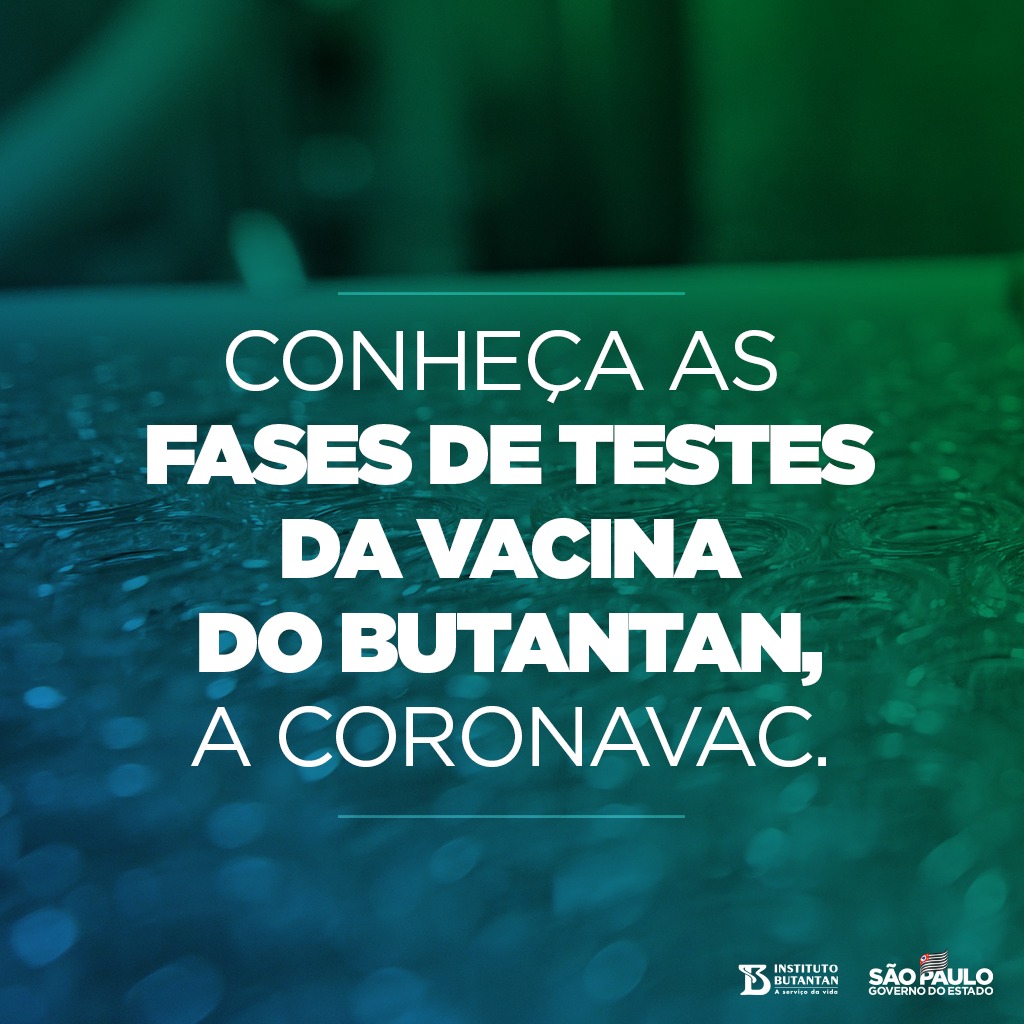 CONHEÇA AS
FASES DE TESTES
DA VACINA
DO BUTANTAN,
A CORONAVAC.
INSTITUTO
BUTANTAN
A serviço da vida
SÃO PAULO
GOVERNO DO ESTADO